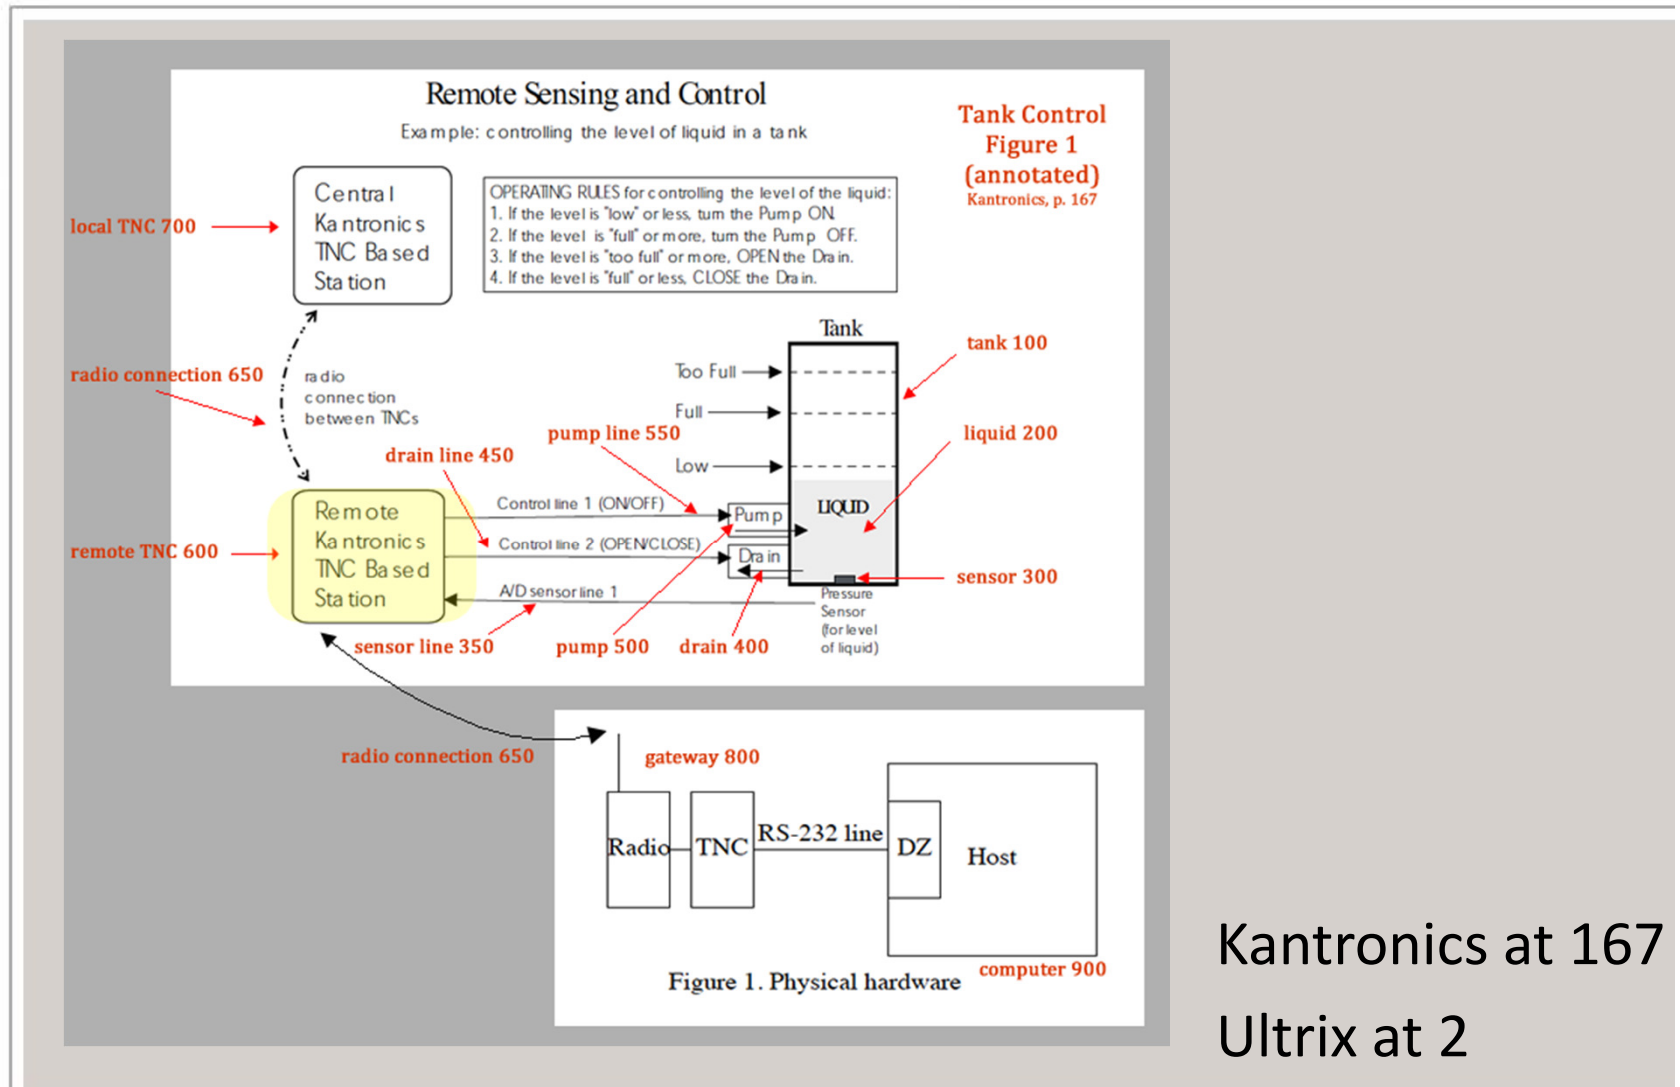 Remote Sensing and Control
Example: controlling the level of liquid in a tank
Tank Control
Figure 1
(annotated)
Kantronics, p. 167
local TNC 700
Central
Kantronics
TNC Based
Station
OPERATING RULES for controlling the level of the liquid:
1. If the level is "low" or less, turn the Pump ON.
2. If the level is "full" or more, turn the Pump OFF.
3. If the level is "too full" or more, OPEN the Drain.
4. If the level is "full" or less, CLOSE the Drain.
radio connection 650
radio
connection
between TNCs
Tank
Too Full
Full
Low
tank 100
liquid 200
pump line 550
drain line 450
remote TNC 600
Remote
Kantronics
TNC Based
Station
Control line 1 (ON/OFF)
Control line 2 (OPEN/CLOSE)
A/D sensor line 1
Pump
Drain
LIQUID
sensor 300
Pressure
Sensor
(for level
of liquid)
sensor line 350
pump 500
drain 400
radio connection 650
gateway 800
Radio
TNC
RS-232 line
DZ
Host
computer 900
Figure 1. Physical hardware
Kantronics at 167
Ultrix at 2